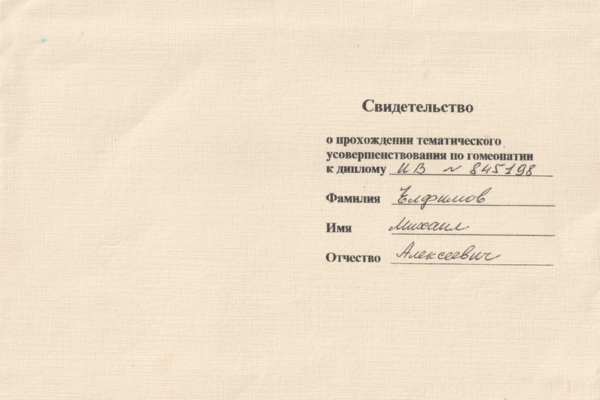 Свидетельство
о прохождении тематического
усовершенствования по гомеопатии
к диплому ИВ № 845198
Фамилия Елфимов
Имя Михаил
Отчество Алексеевич